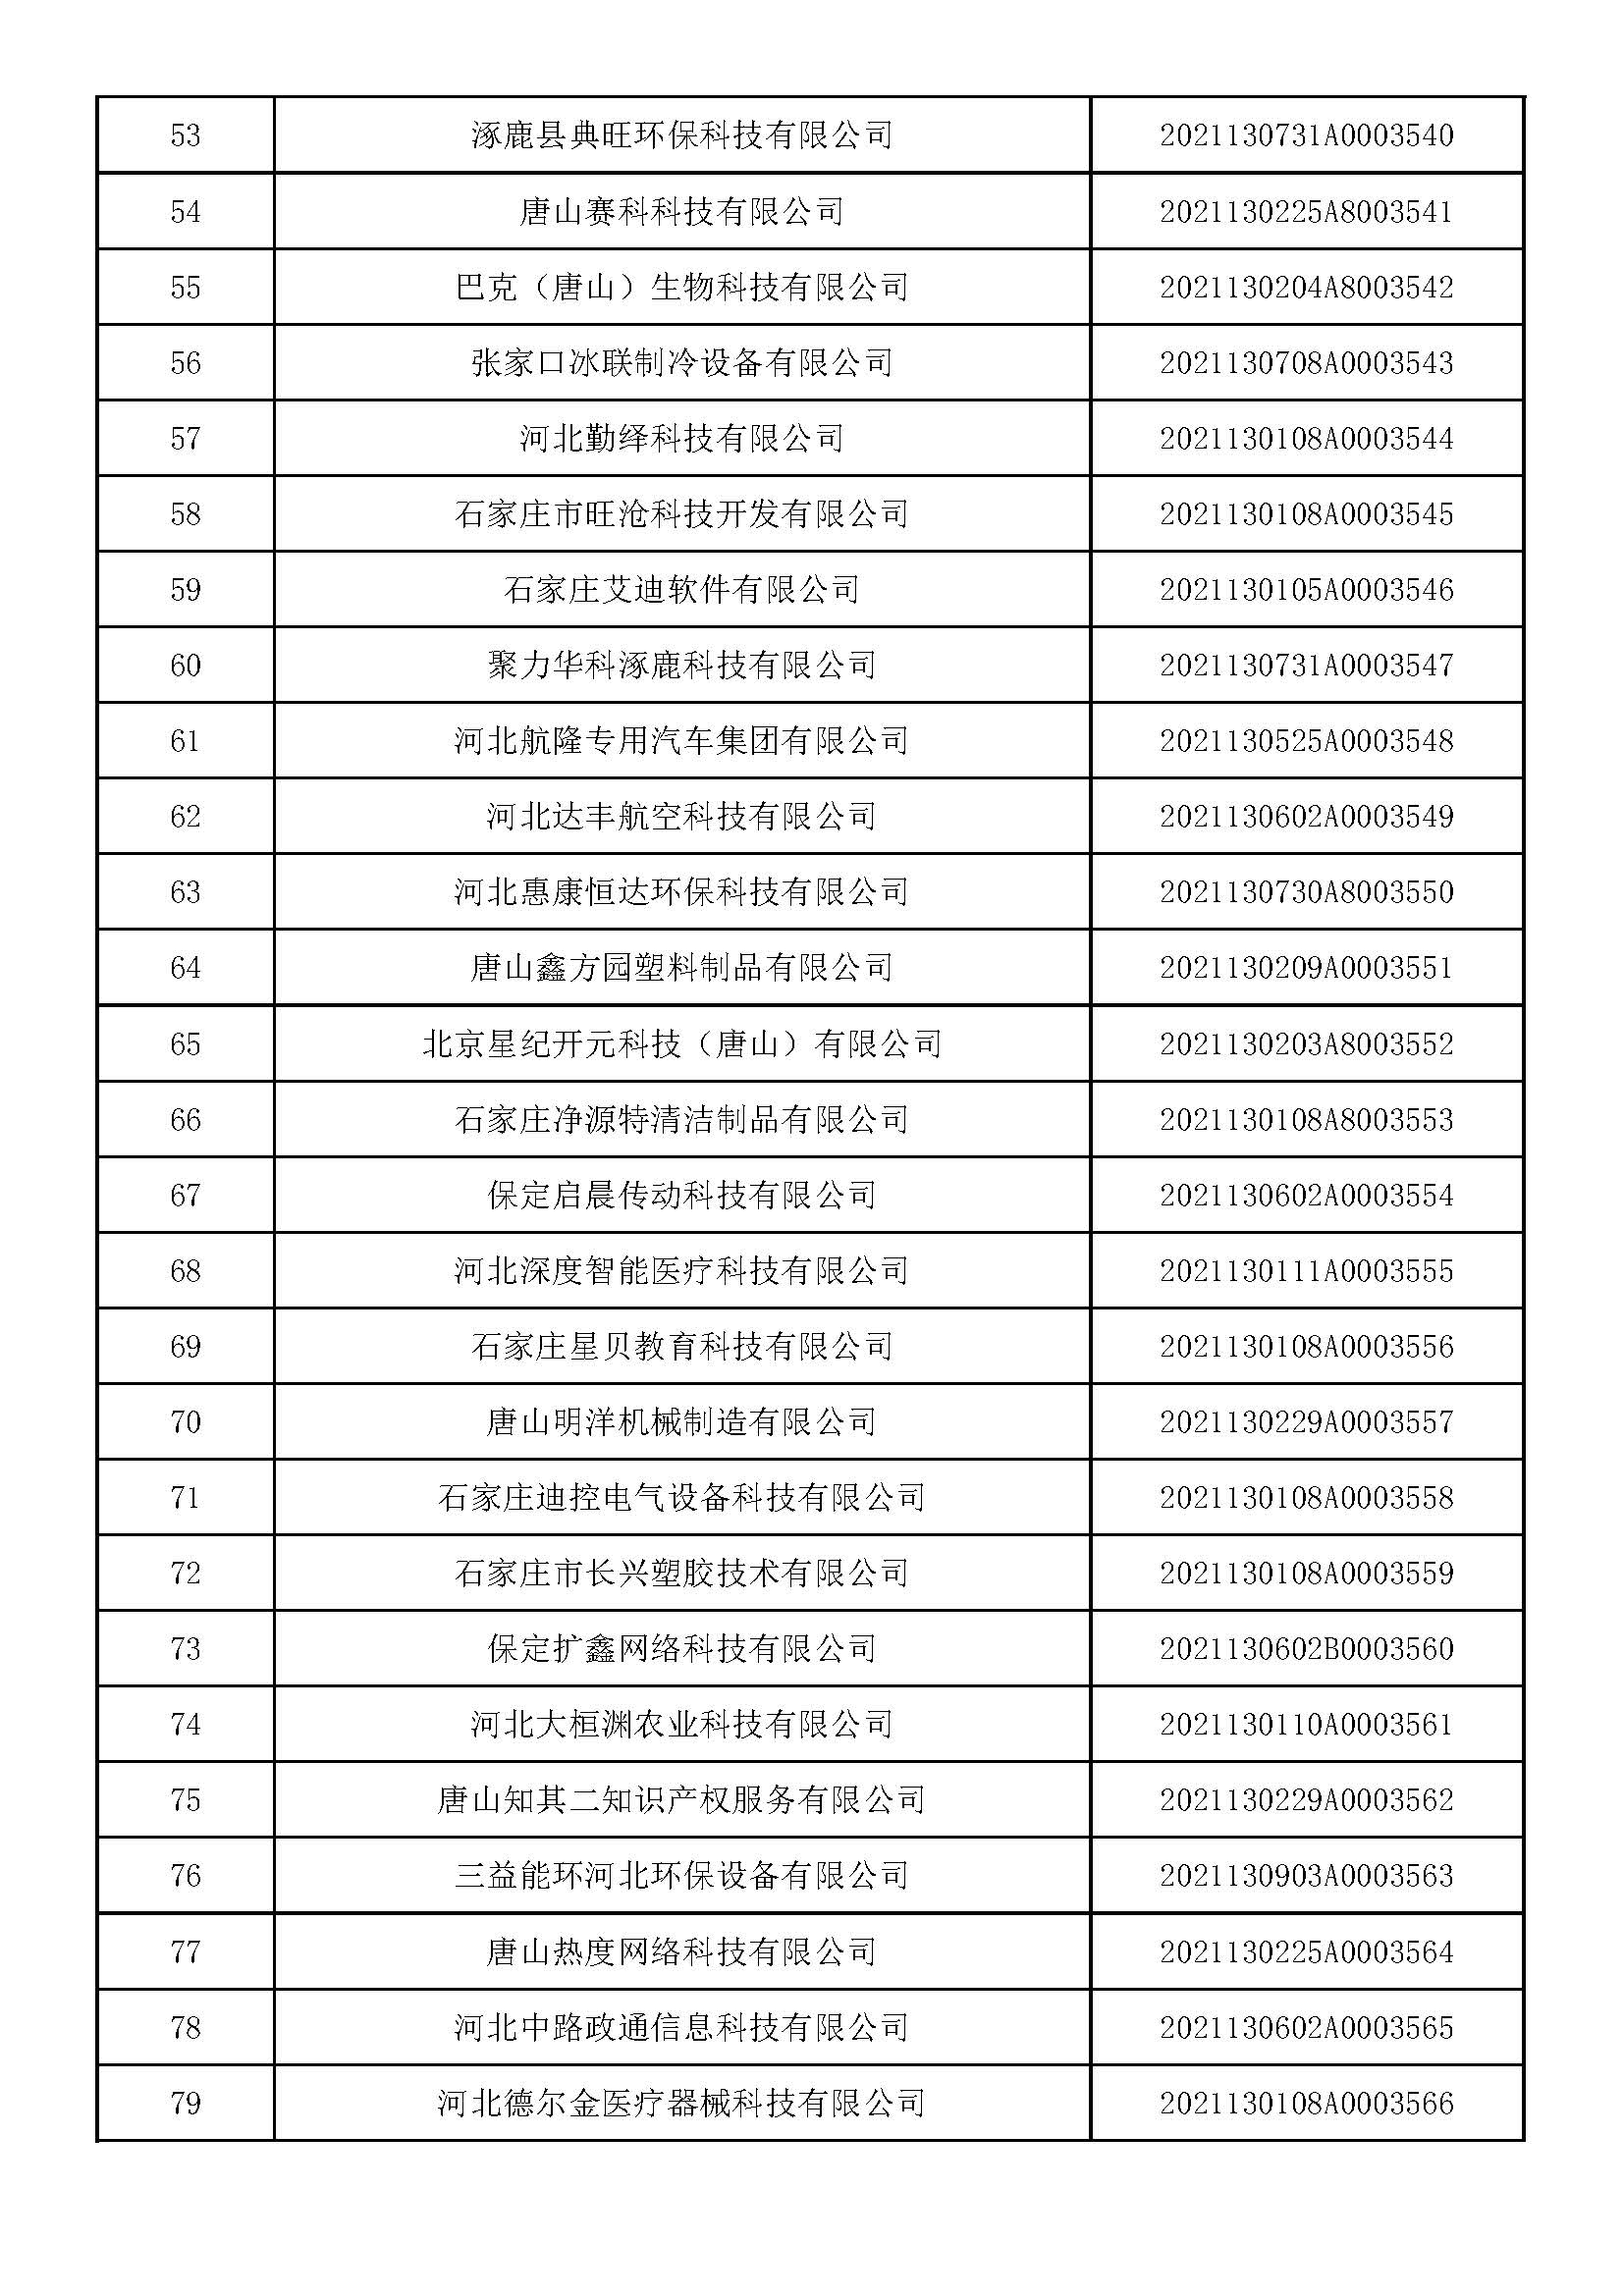 53 涿鹿县典旺环保科技有限公司 2021130731A0003540
54 唐山赛科科技有限公司 2021130225A8003541
55 巴克（唐山）生物科技有限公司 2021130204A8003542
56 张家口冰联制冷设备有限公司 2021130708A0003543
57 河北勤绎科技有限公司 2021130108A0003544
58 石家庄市旺沧科技开发有限公司 2021130108A0003545
59 石家庄艾迪软件有限公司 2021130105A0003546
60 聚力华科涿鹿科技有限公司 2021130731A0003547
61 河北航隆专用汽车集团有限公司 2021130525A0003548
62 河北达丰航空科技有限公司 2021130602A0003549
63 河北惠康恒达环保科技有限公司 2021130730A8003550
64 唐山鑫方园塑料制品有限公司 2021130209A0003551
65 北京星纪开元科技（唐山）有限公司 2021130203A8003552
66 石家庄净源特清洁制品有限公司 2021130108A8003553
67 保定启晨传动科技有限公司 2021130602A0003554
68 河北深度智能医疗科技有限公司 2021130111A0003555
69 石家庄星贝教育科技有限公司 2021130108A0003556
70 唐山明洋机械制造有限公司 2021130229A0003557
71 石家庄迪控电气设备科技有限公司 2021130108A0003558
72 石家庄市长兴塑胶技术有限公司 2021130108A0003559
73 保定扩鑫网络科技有限公司 2021130602B0003560
74 河北大桓渊农业科技有限公司 2021130110A0003561
75 唐山知其二知识产权服务有限公司 2021130229A0003562
76 三益能环河北环保设备有限公司 2021130903A0003563
77 唐山热度网络科技有限公司 2021130225A0003564
78 河北中路政通信息科技有限公司 2021130602A0003565
79 河北德尔金医疗器械科技有限公司 2021130108A0003566